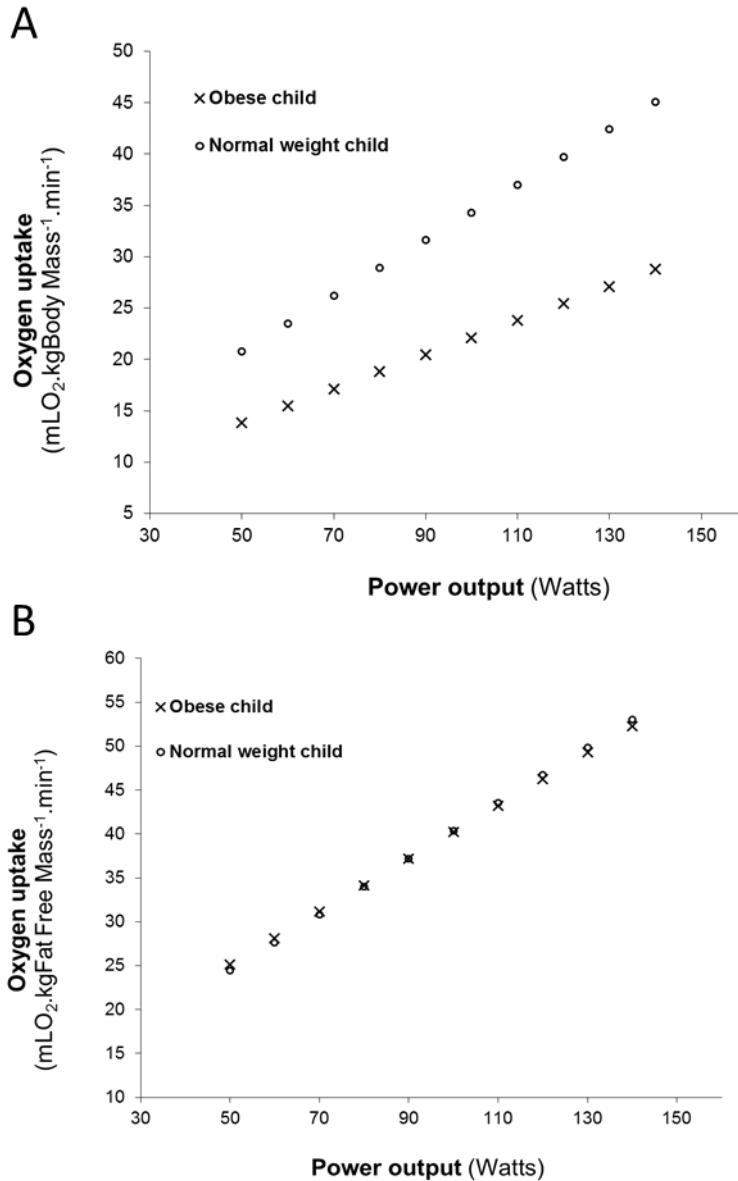 A
50
45
40
35
30
25
20
15
10
5
Oxygen uptake
(mLO₂.kgBody Mass⁻¹.min⁻¹)
× Obese child
o Normal weight child
30 50 70 90 110 130 150
Power output (Watts)
B
60
55
50
45
40
35
30
25
20
15
10
Oxygen uptake
(mLO₂.kgFat Free Mass⁻¹.min⁻¹)
× Obese child
o Normal weight child
30 50 70 90 110 130 150
Power output (Watts)